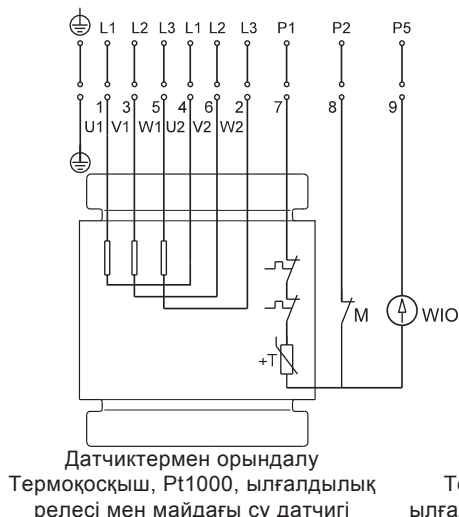 L1 L2 L3 L1 L2 L3 P1 P2 P5
1 3 5 4 6 2 7 8 9
U1 V1 W1 U2 V2 W2
M WIO
+T
Датчиктермен орындалу
Термоқосқыш, Pt1000, ылғалдылық
релесі мен майдағы су датчигі
Т
ылға